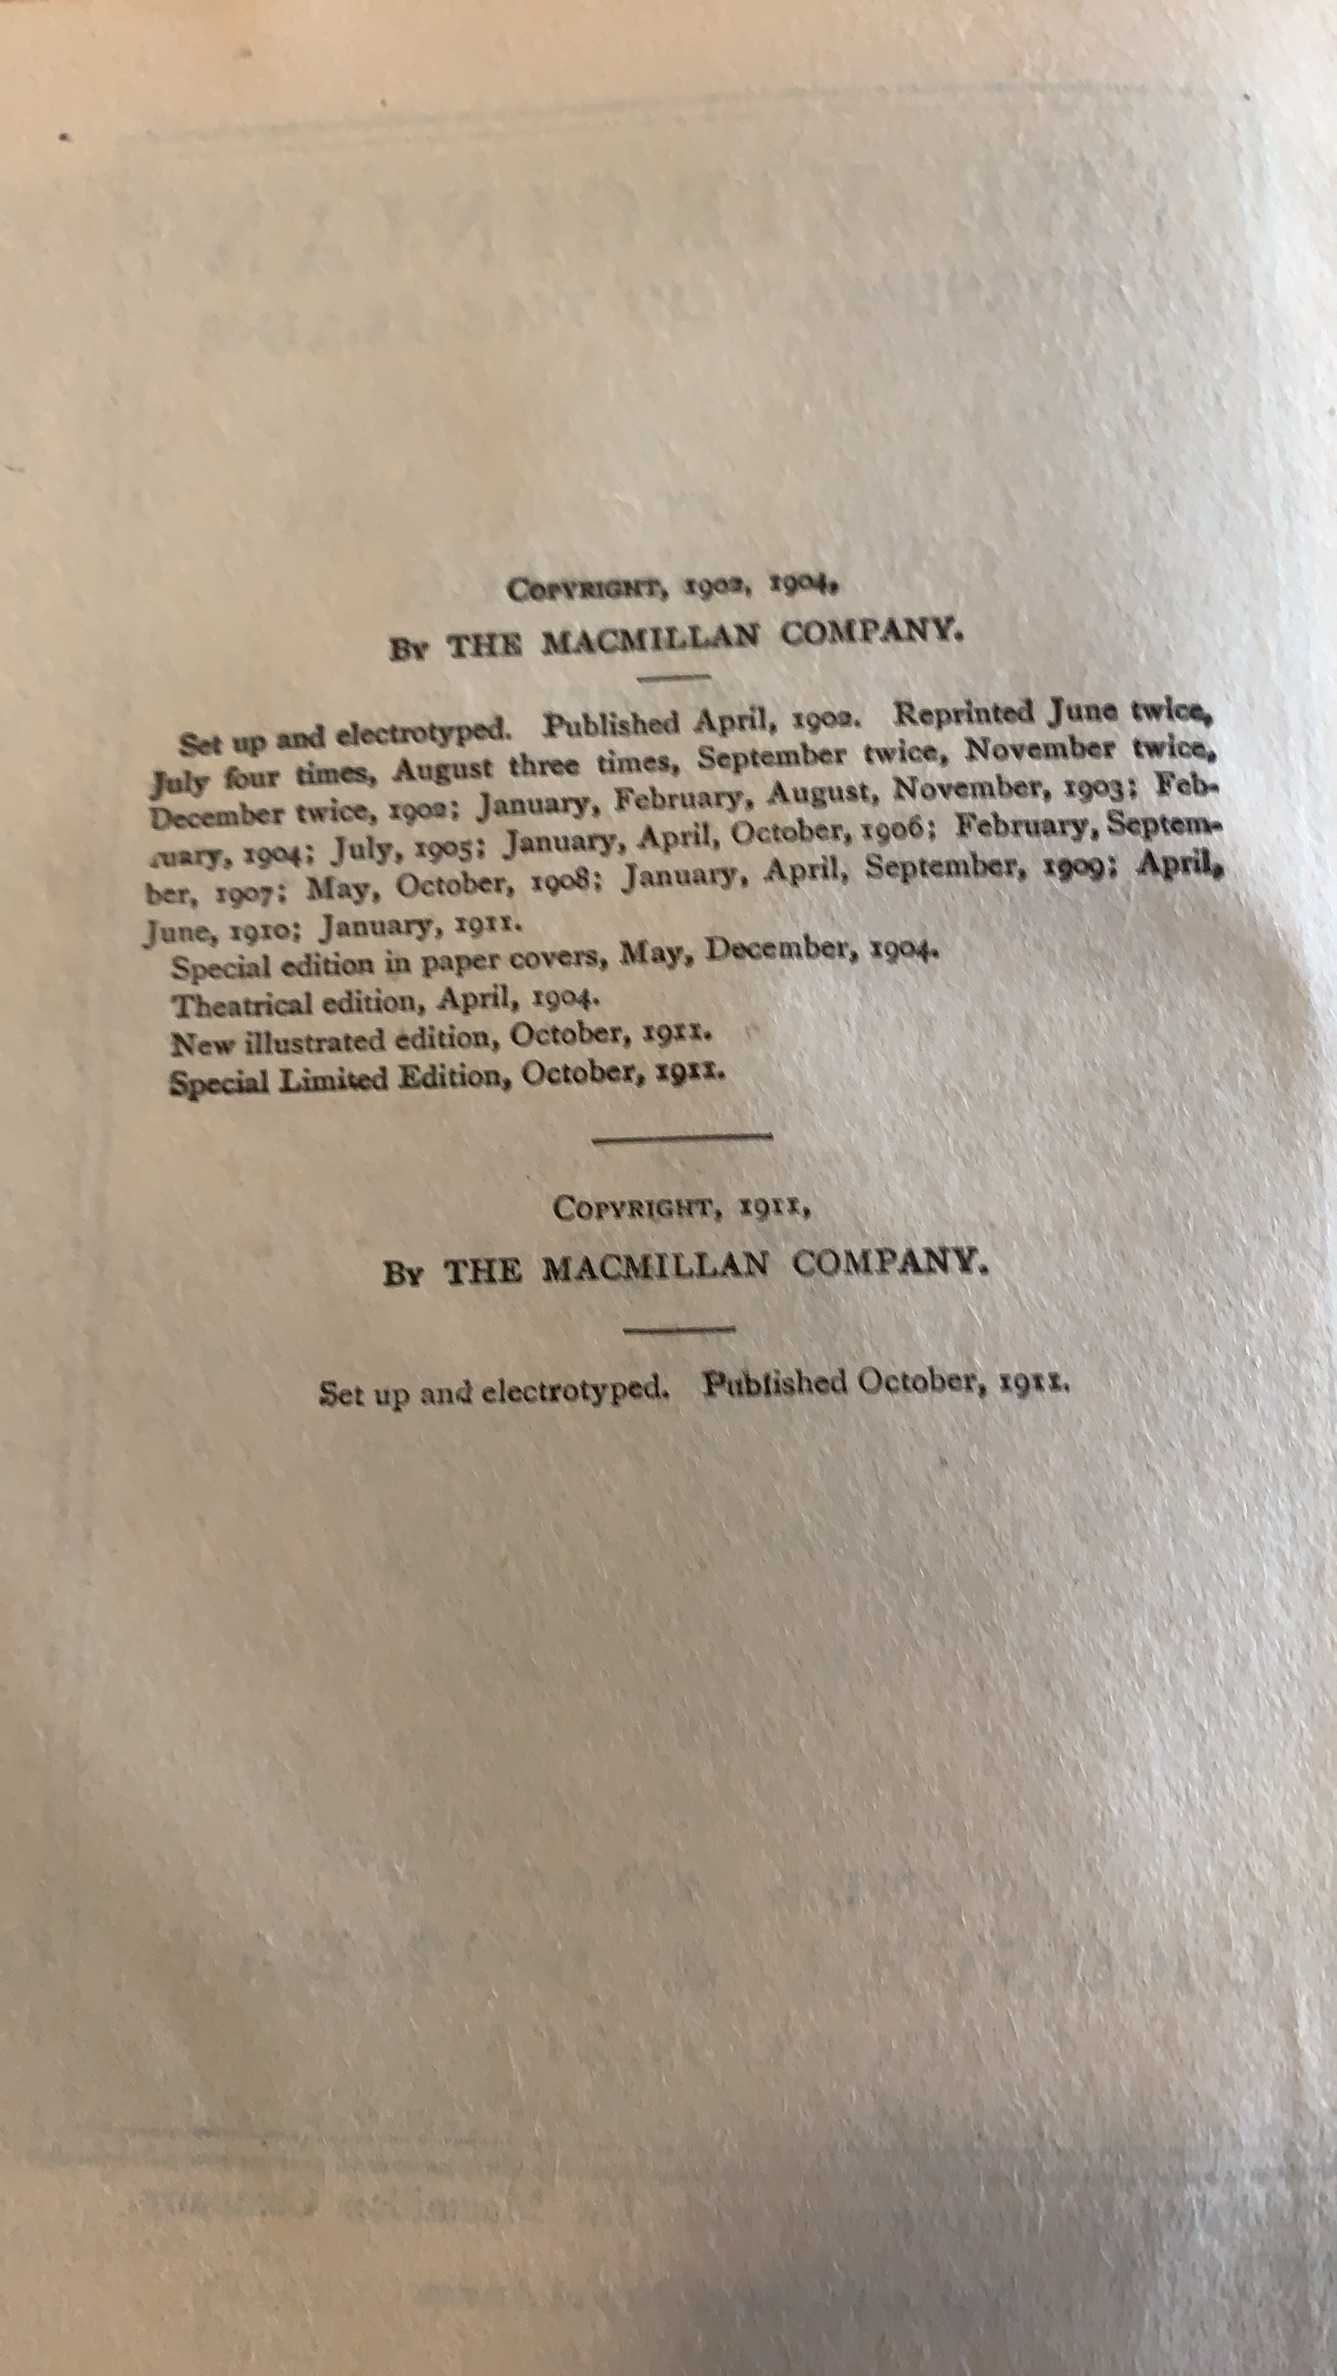 COPYRIGHT, 1902, 1904,
BY THE MACMILLAN COMPANY.
Set up and electrotyped. Published April, 1902. Reprinted June twice,
July four times, August three times, September twice, November twice,
December twice, 1902; January, February, August, November, 1903; Feb-
ruary, 1904; July, 1905; January, April, October, 1906; February, Septem-
ber, 1907; May, October, 1908; January, April, September, 1909; April,
June, 1910; January, 1911.
Special edition in paper covers, May, December, 1904.
Theatrical edition, April, 1904.
New illustrated edition, October, 1911.
Special Limited Edition, October, 1911.
COPYRIGHT, 1911,
BY THE MACMILLAN COMPANY.
Set up and electrotyped. Published October, 1911.